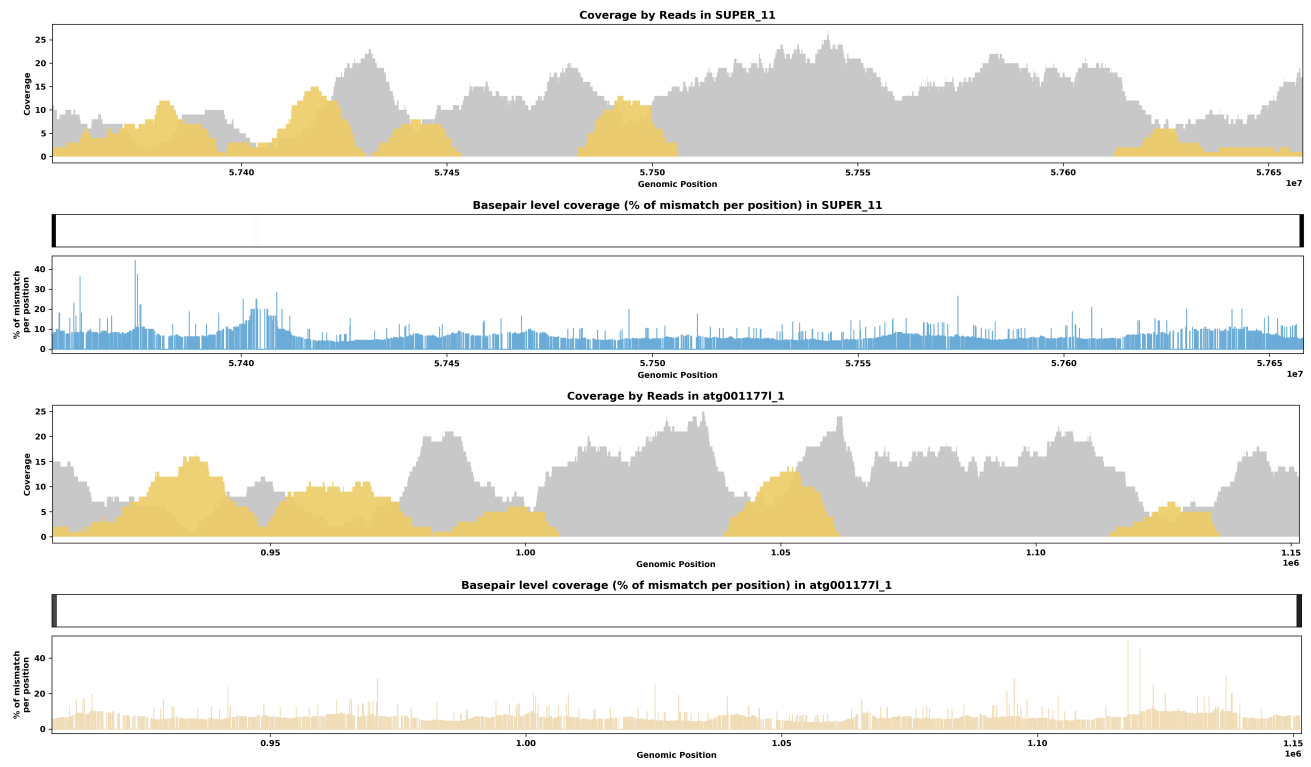 Coverage by Reads in SUPER_11
Coverage
25
20
15
10
5
0
5.740
5.745
5.750
5.755
5.760
5.765
Genomic Position
1e7
Basepair level coverage (% of mismatch per position) in SUPER_11
% of mismatch
per position
40
30
20
10
0
5.740
5.745
5.750
5.755
5.760
5.765
Genomic Position
1e7
Coverage by Reads in atg001177l_1
Coverage
25
20
15
10
5
0
0.95
1.00
1.05
1.10
1.15
Genomic Position
1e6
Basepair level coverage (% of mismatch per position) in atg001177l_1
% of mismatch
per position
40
20
0
0.95
1.00
1.05
1.10
1.15
Genomic Position
1e6